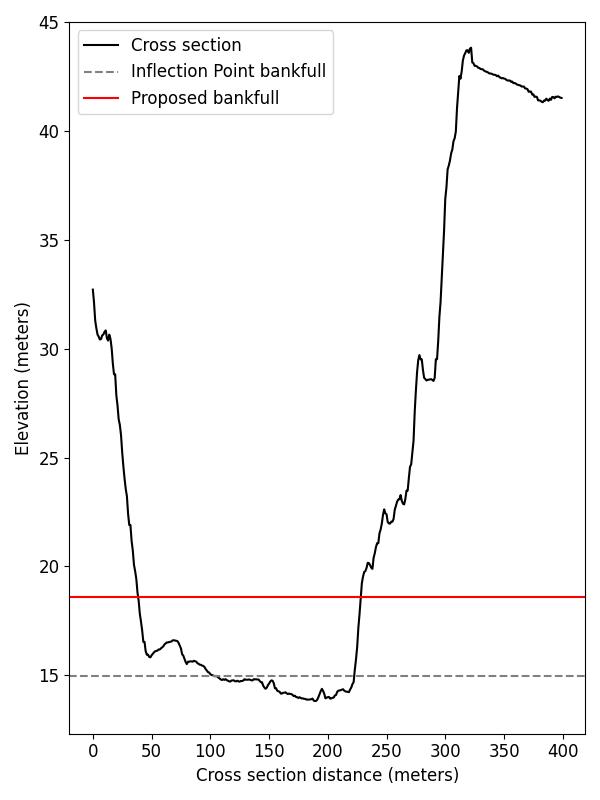 45
40
35
30
25
20
15
Elevation (meters)
Cross section
Inflection Point bankfull
Proposed bankfull
0 50 100 150 200 250 300 350 400
Cross section distance (meters)